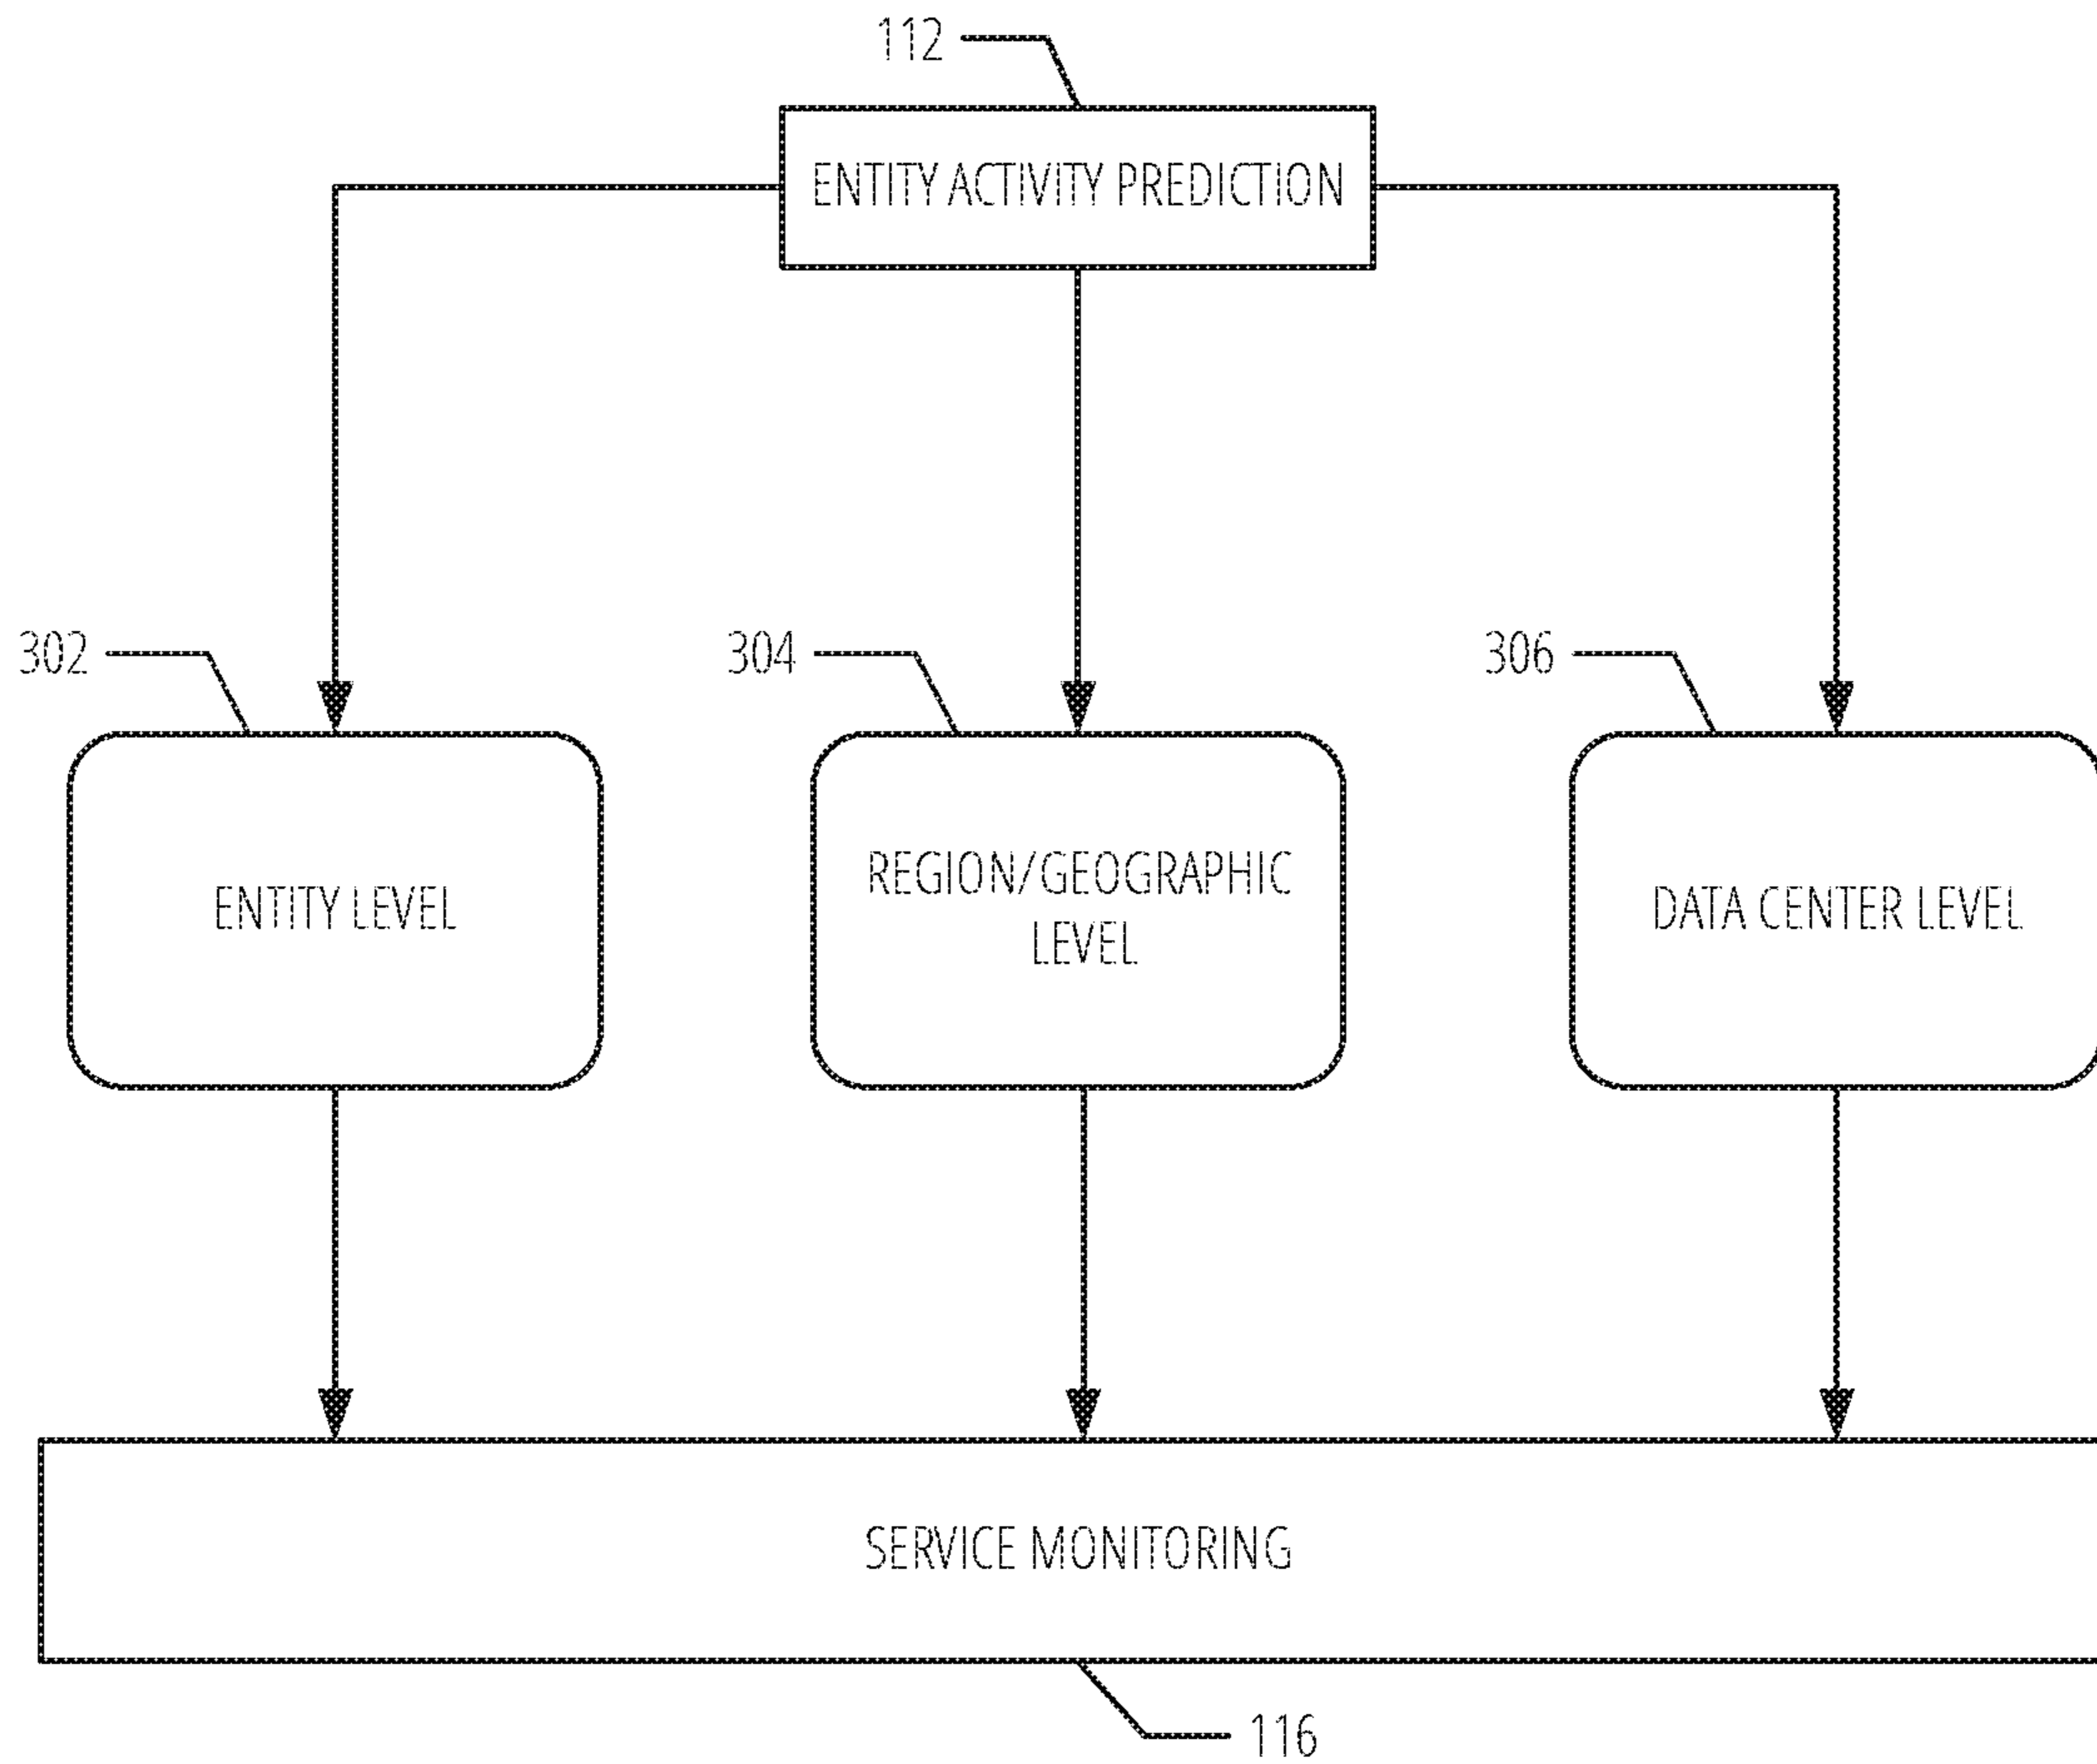 112
ENTITY ACTIVITY PREDICTION
302
304
306
ENTITY LEVEL
REGION/GEOGRAPHIC
LEVEL
DATA CENTER LEVEL
SERVICE MONITORING
116